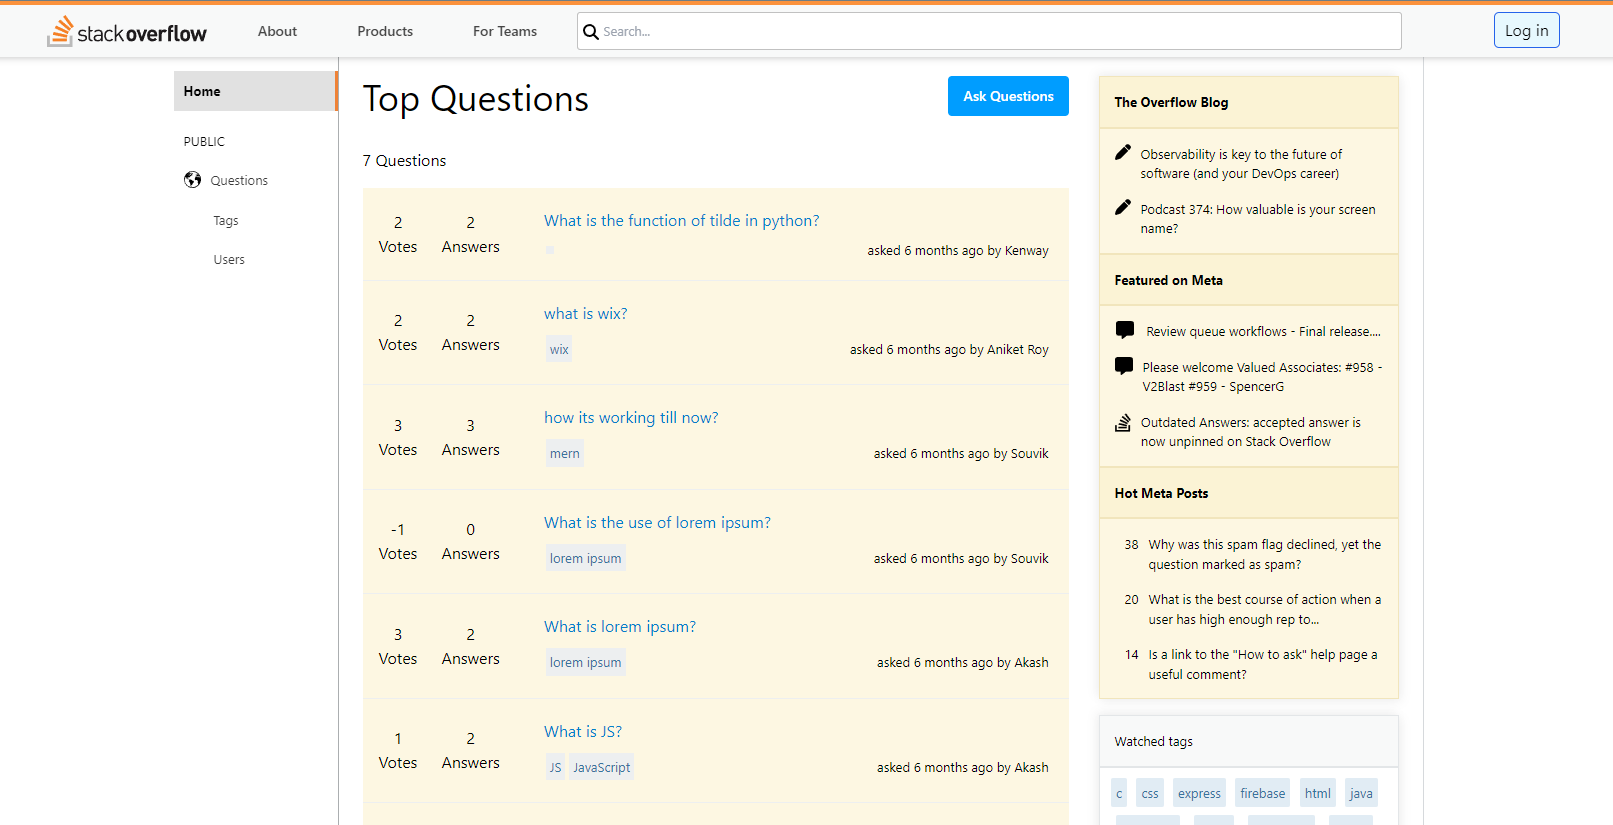 stack overflow
About
Products
For Teams
Search...
Log in
Home
PUBLIC
Questions
Tags
Users
Top Questions
Ask Questions
7 Questions
2 Votes
2 Answers
What is the function of tilde in python?
asked 6 months ago by Kenway
2 Votes
2 Answers
what is wix?
wix
asked 6 months ago by Aniket Roy
3 Votes
3 Answers
how its working till now?
mern
asked 6 months ago by Souvik
-1 Votes
0 Answers
What is the use of lorem ipsum?
lorem ipsum
asked 6 months ago by Souvik
3 Votes
2 Answers
What is lorem ipsum?
lorem ipsum
asked 6 months ago by Akash
1 Votes
2 Answers
What is JS?
JS JavaScript
asked 6 months ago by Akash
The Overflow Blog
Observability is key to the future of
software (and your DevOps career)
Podcast 374: How valuable is your screen
name?
Featured on Meta
Review queue workflows - Final release....
Please welcome Valued Associates: #958 -
V2Blast #959 - SpencerG
Outdated Answers: accepted answer is
now unpinned on Stack Overflow
Hot Meta Posts
38 Why was this spam flag declined, yet the
question marked as spam?
20 What is the best course of action when a
user has high enough rep to...
14 Is a link to the "How to ask" help page a
useful comment?
Watched tags
c css express firebase html java